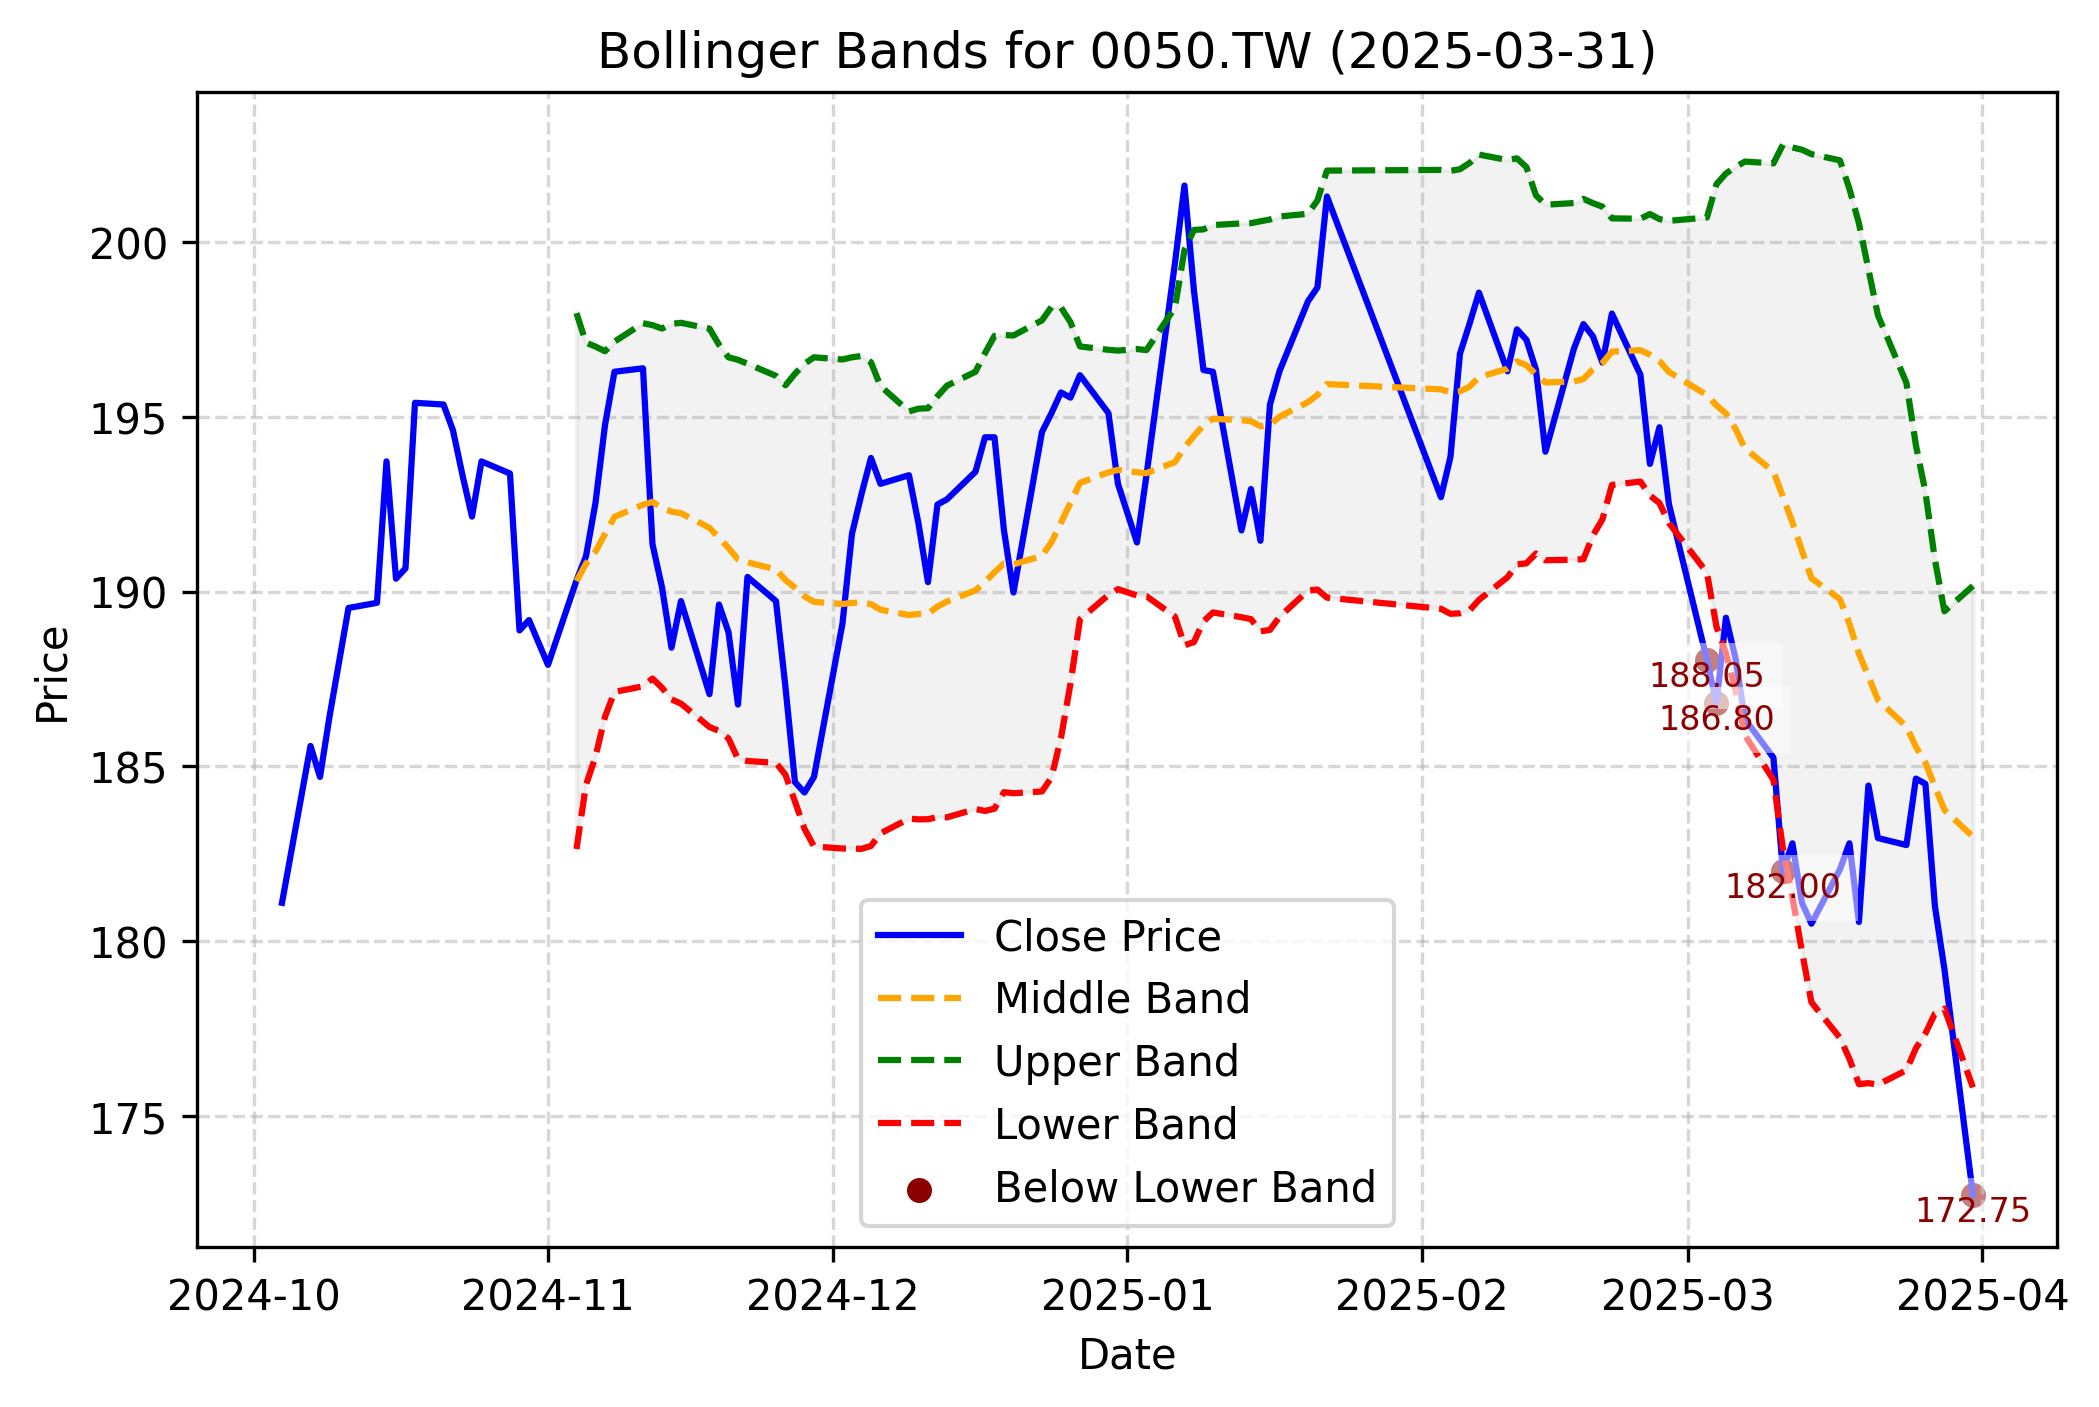 Bollinger Bands for 0050.TW (2025-03-31)
Price
200
195
190
185
180
175
188.05
186.80
182.00
172.75
Close Price
Middle Band
Upper Band
Lower Band
Below Lower Band
2024-10 2024-11 2024-12 2025-01 2025-02 2025-03 2025-04
Date